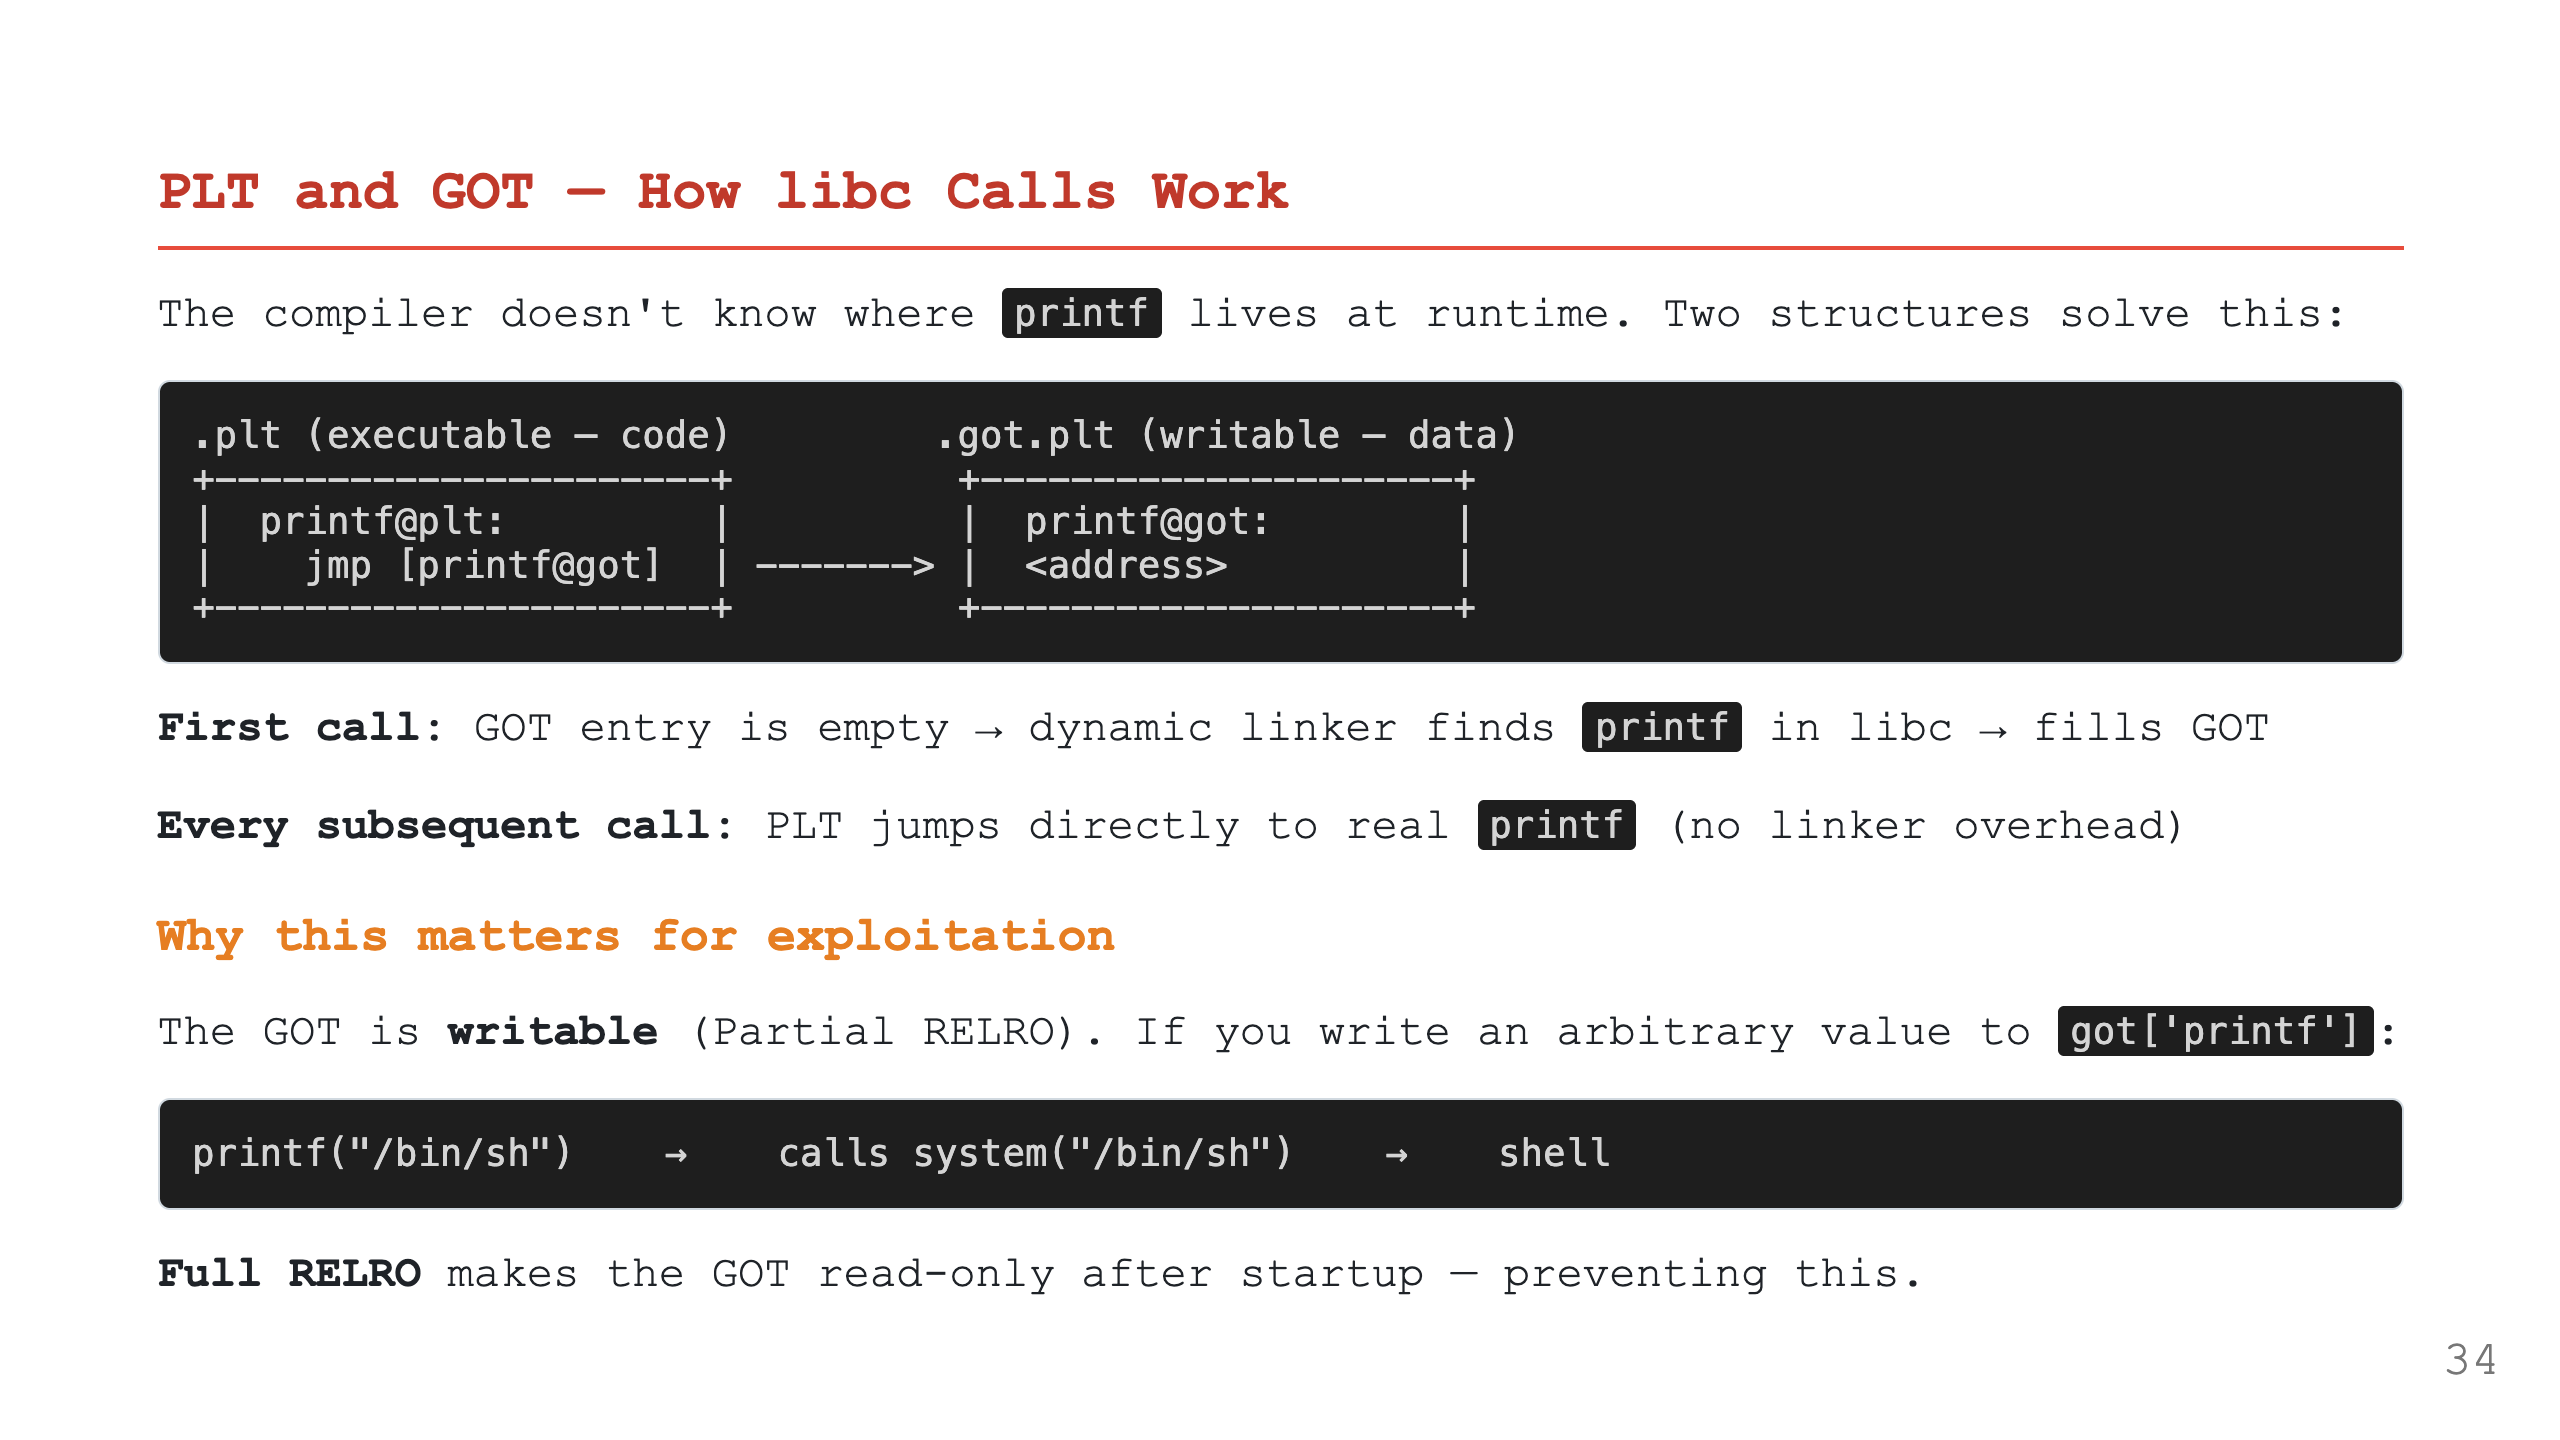 PLT and GOT — How libc Calls Work
The compiler doesn't know where printf lives at runtime. Two structures solve this:
.plt (executable — code)         .got.plt (writable — data)
+----------------------+          +---------------------+
|  printf@plt:         |          |  printf@got:        |
|    jmp [printf@got]  | -------> |  <address>          |
+----------------------+          +---------------------+
First call: GOT entry is empty → dynamic linker finds printf in libc → fills GOT
Every subsequent call: PLT jumps directly to real printf (no linker overhead)
Why this matters for exploitation
The GOT is writable (Partial RELRO). If you write an arbitrary value to got['printf']:
printf("/bin/sh")    →    calls system("/bin/sh")    →    shell
Full RELRO makes the GOT read-only after startup — preventing this.
34